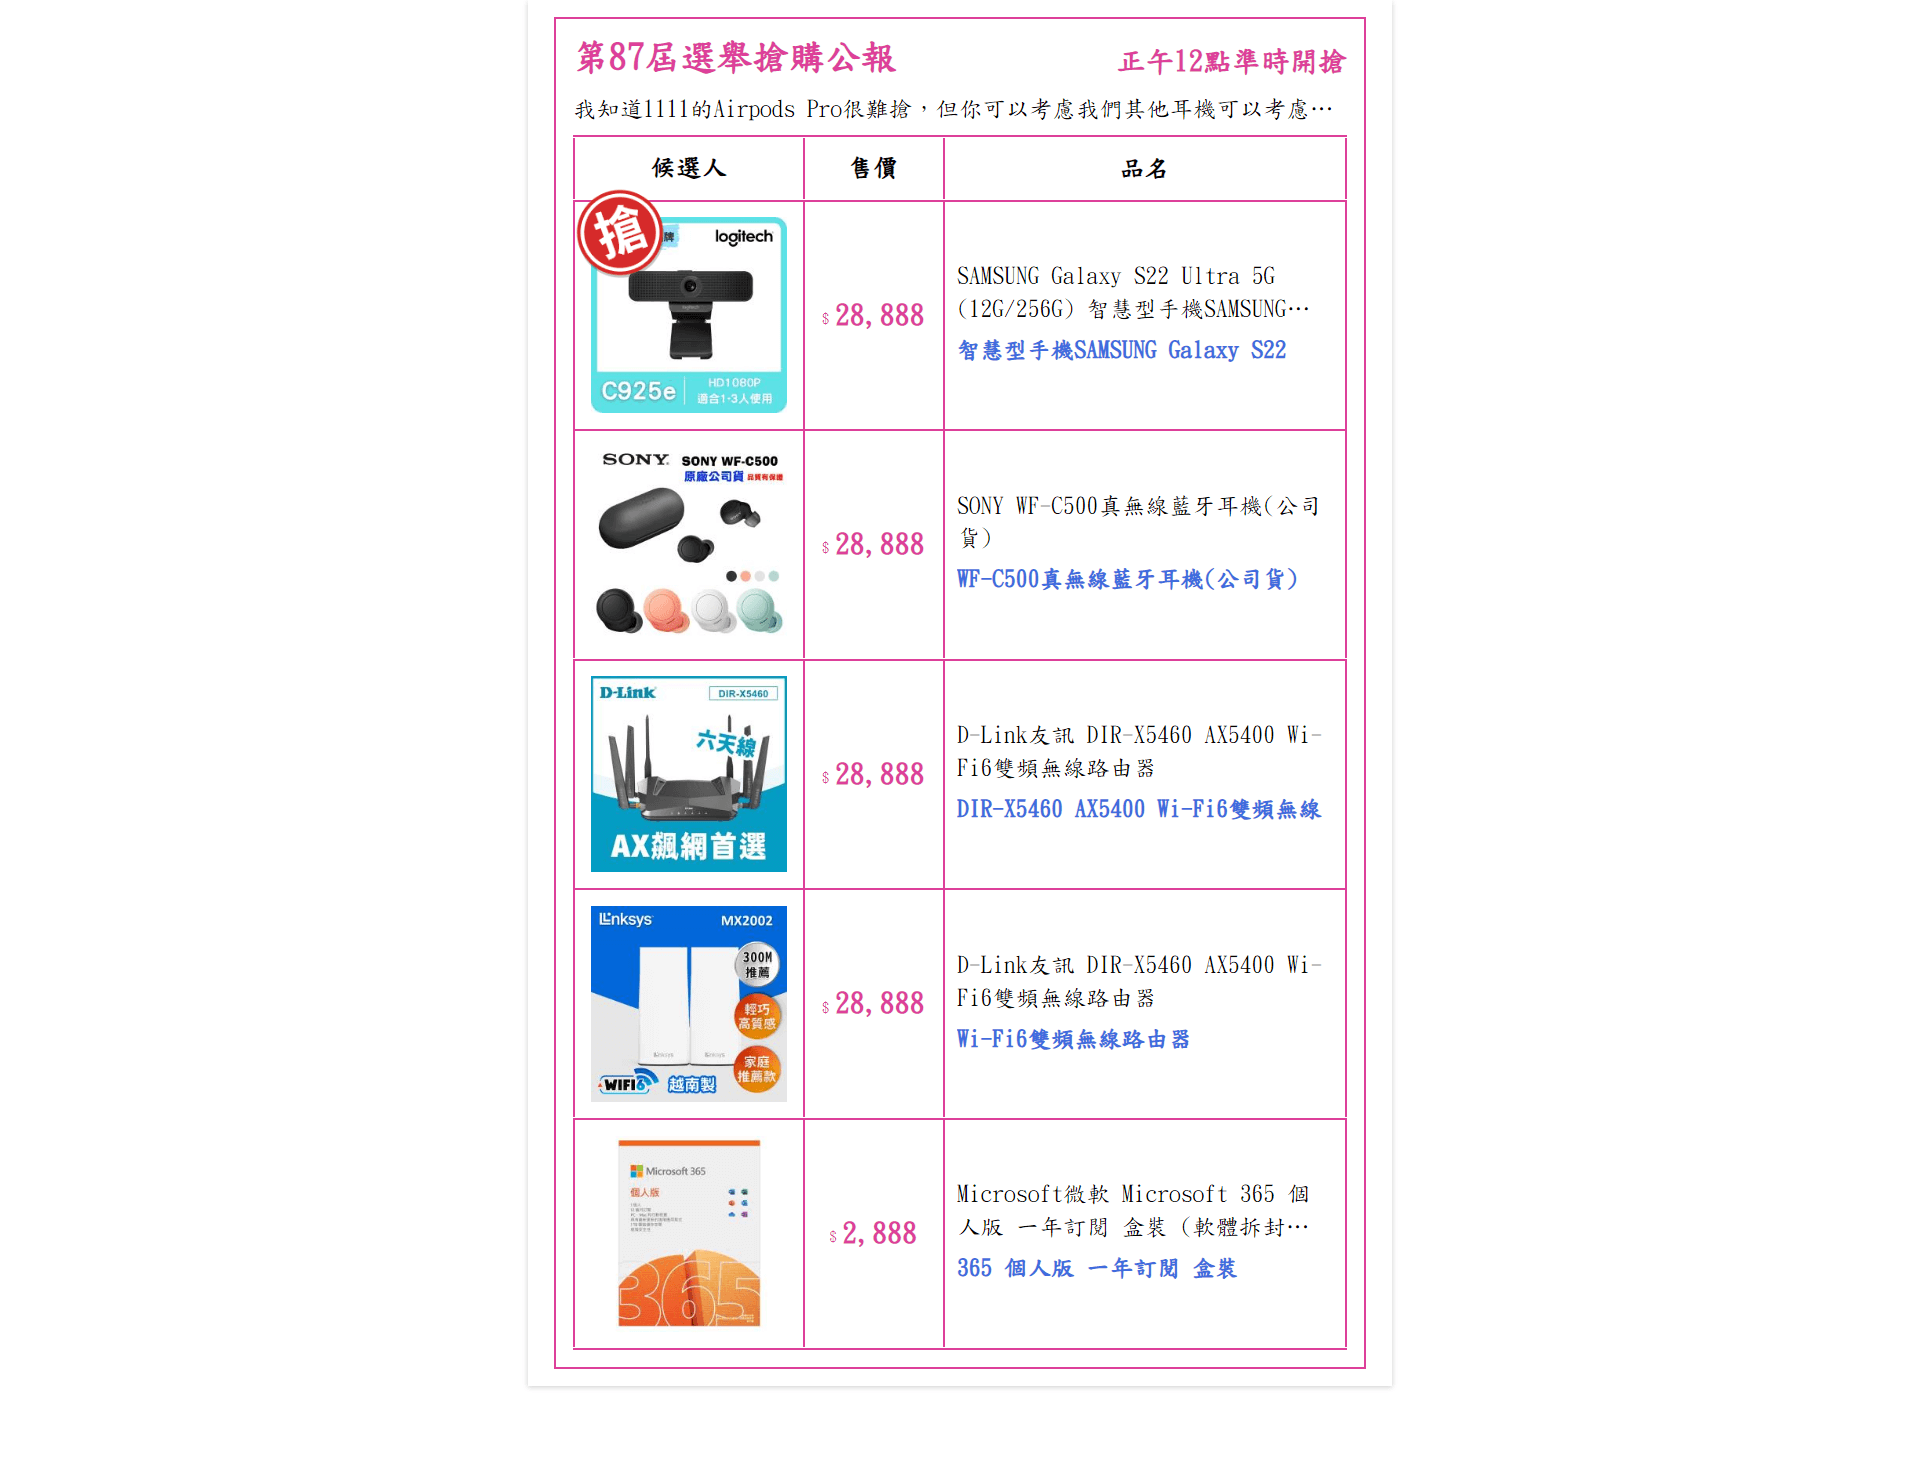 第87屆選舉搶購公報
正午12點準時開搶
我知道1111的Airpods Pro很難搶，但你可以考慮我們其他耳機可以考慮…
候選人
售價
品名
搶
牌
logitech
C925e
HD1080P
適合1-3人使用
$ 28,888
SAMSUNG Galaxy S22 Ultra 5G
(12G/256G) 智慧型手機SAMSUNG…
智慧型手機SAMSUNG Galaxy S22
SONY
SONY WF-C500
原廠公司貨 品質有保證
$ 28,888
SONY WF-C500真無線藍牙耳機(公司
貨)
WF-C500真無線藍牙耳機(公司貨)
D-Link
DIR-X5460
六天線
AX飆網首選
$ 28,888
D-Link友訊 DIR-X5460 AX5400 Wi-
Fi6雙頻無線路由器
DIR-X5460 AX5400 Wi-Fi6雙頻無線
Linksys
MX2002
300M
推薦
輕巧
高質感
家庭
推薦款
WIFI6
越南製
$ 28,888
D-Link友訊 DIR-X5460 AX5400 Wi-
Fi6雙頻無線路由器
Wi-Fi6雙頻無線路由器
Microsoft 365
個人版
365
$ 2,888
Microsoft微軟 Microsoft 365 個
人版 一年訂閱 盒裝 (軟體拆封…
365 個人版 一年訂閱 盒裝